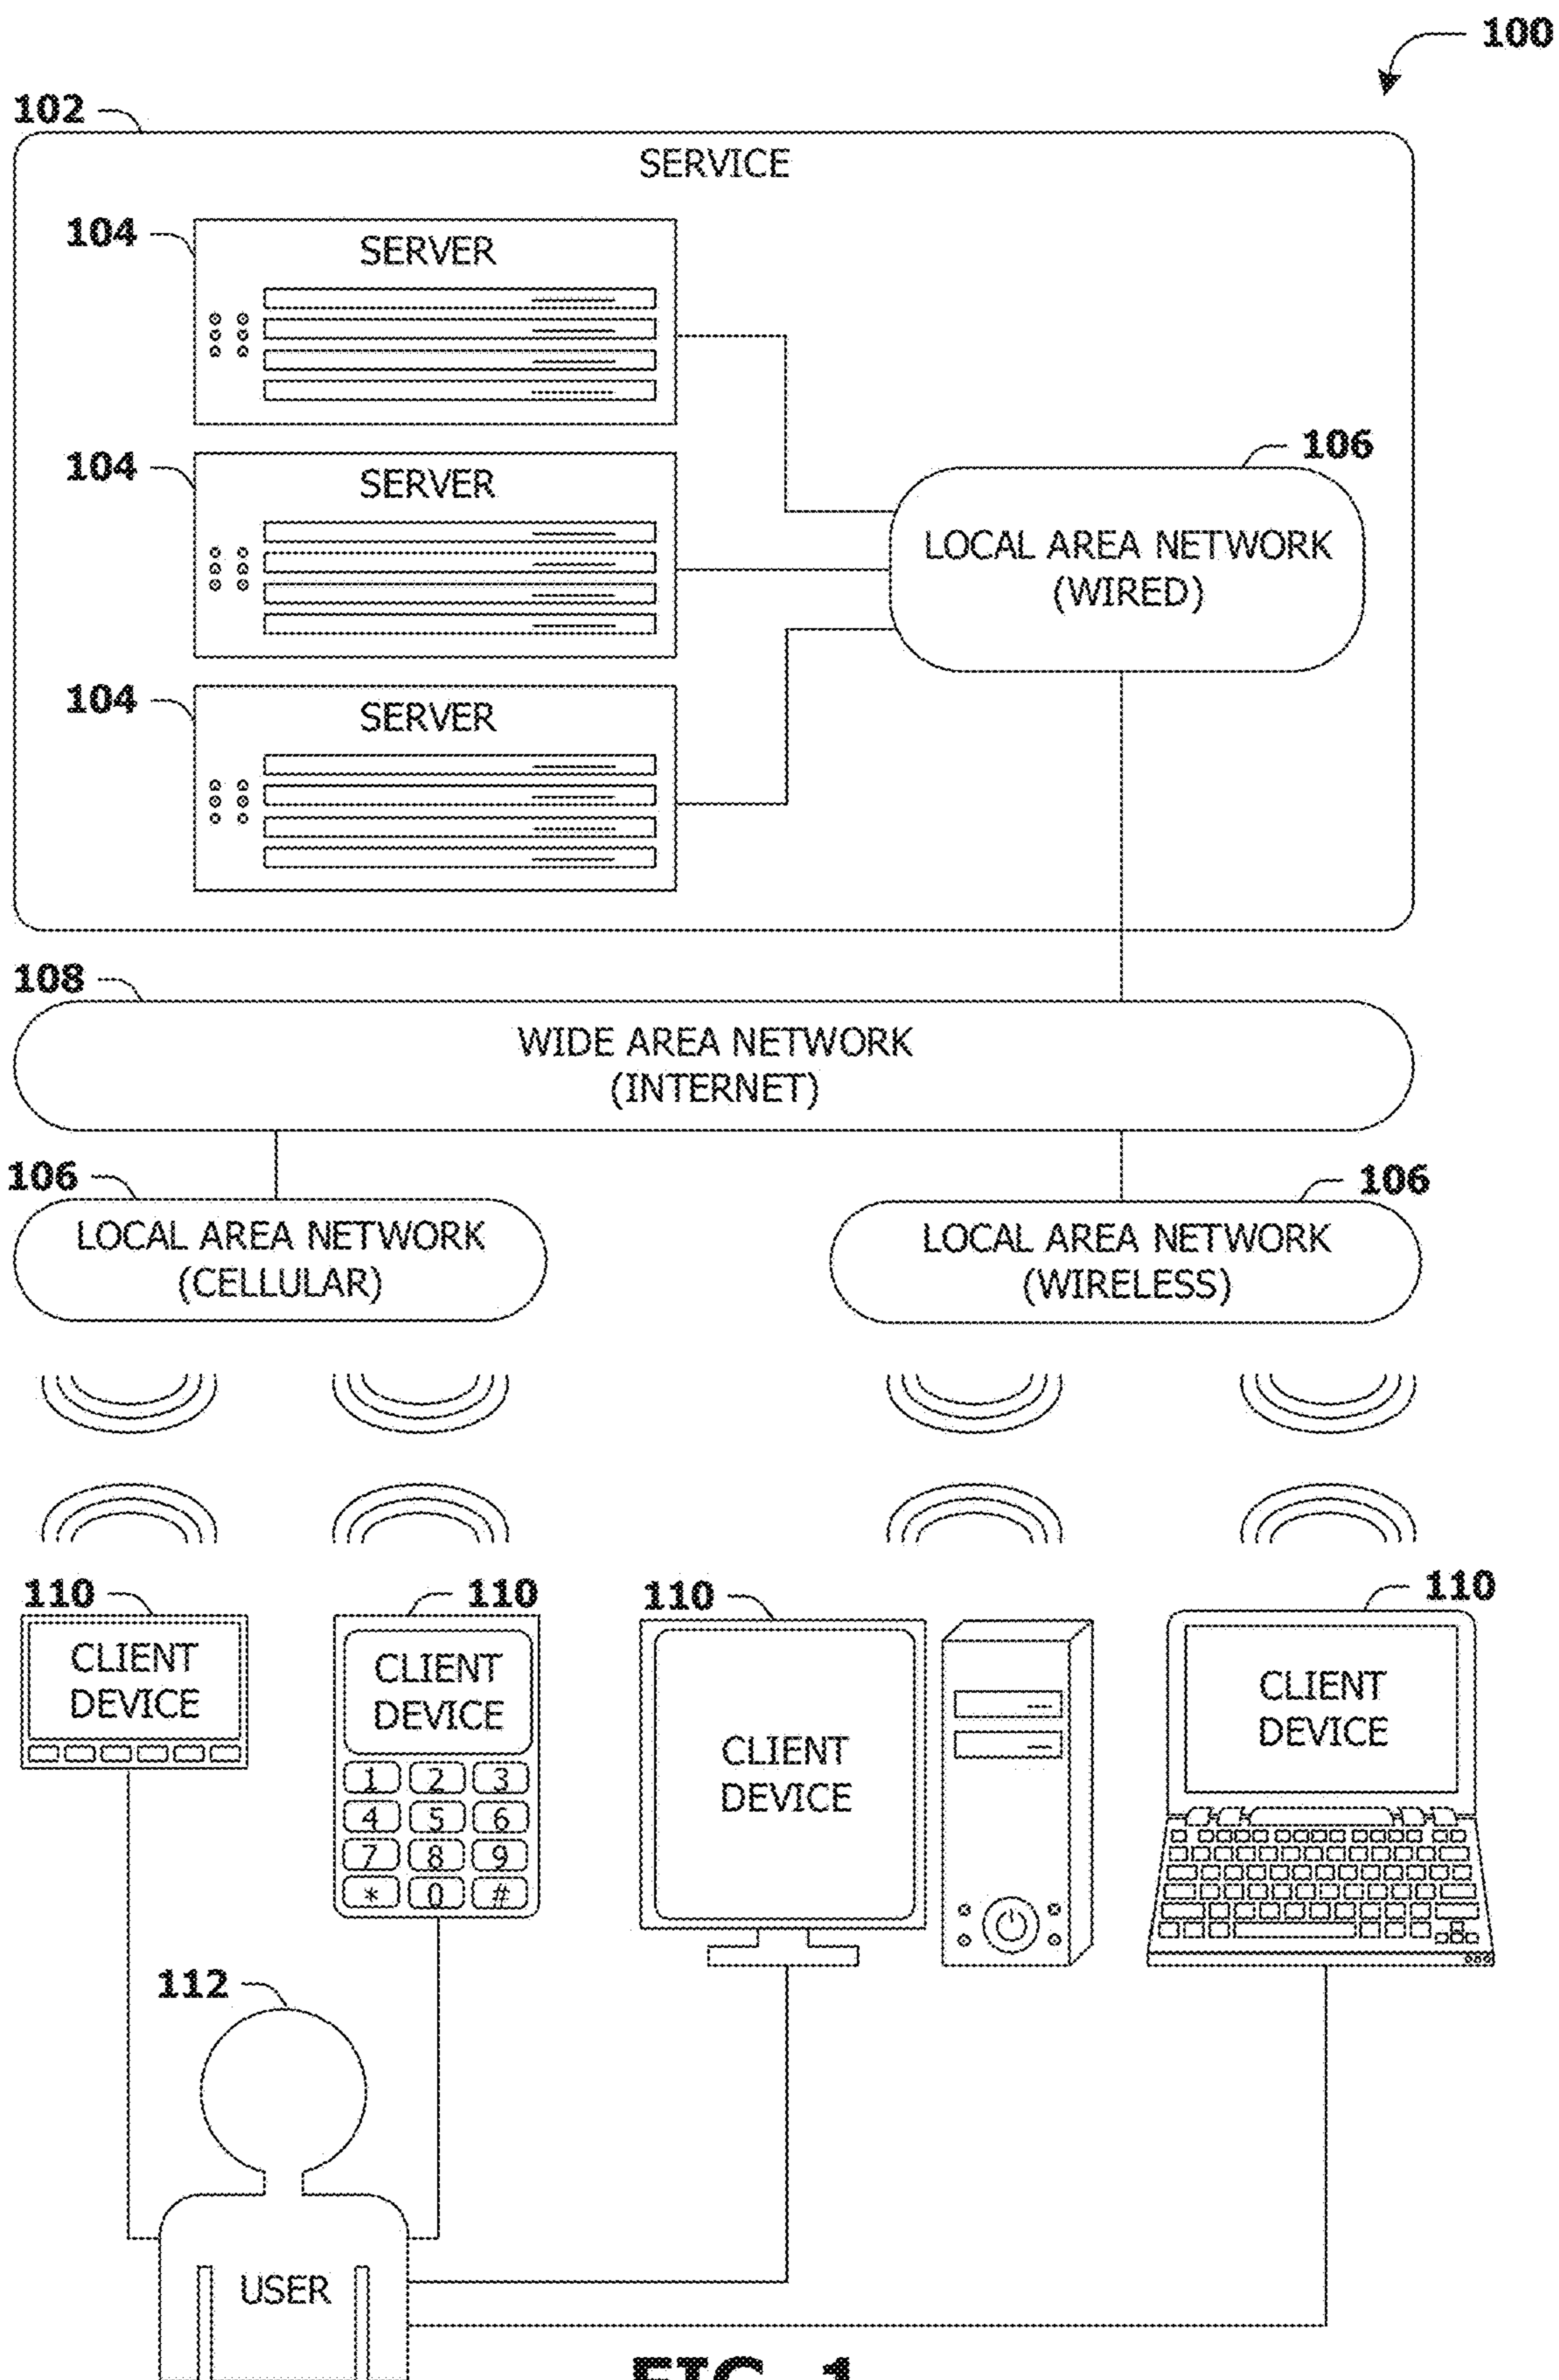 100
102
SERVICE
104
SERVER
104
SERVER
106
LOCAL AREA NETWORK
(WIRED)
104
SERVER
108
WIDE AREA NETWORK
(INTERNET)
106
LOCAL AREA NETWORK
(CELLULAR)
106
LOCAL AREA NETWORK
(WIRELESS)
110
CLIENT
DEVICE
110
CLIENT
DEVICE
1 2 3
4 5 6
7 8 9
* 0 #
110
CLIENT
DEVICE
110
CLIENT
DEVICE
112
USER
FIG. 1